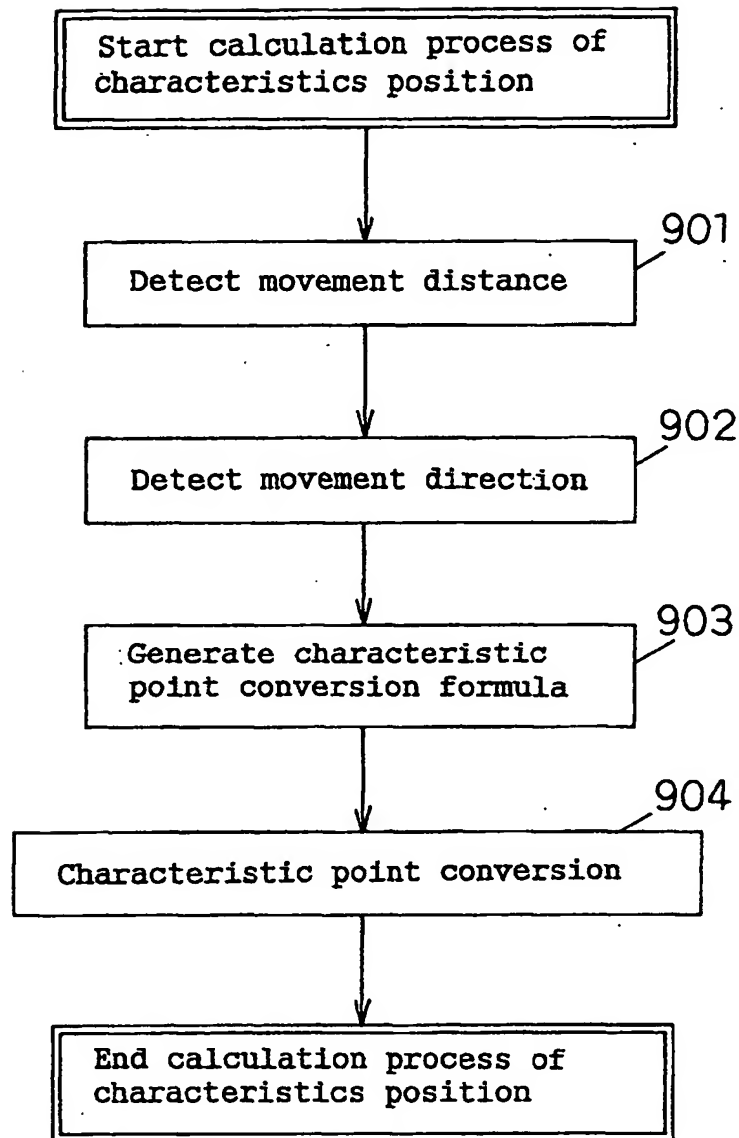 Start calculation process of
characteristics position
901
Detect movement distance
902
Detect movement direction
903
Generate characteristic
point conversion formula
904
Characteristic point conversion
End calculation process of
characteristics position